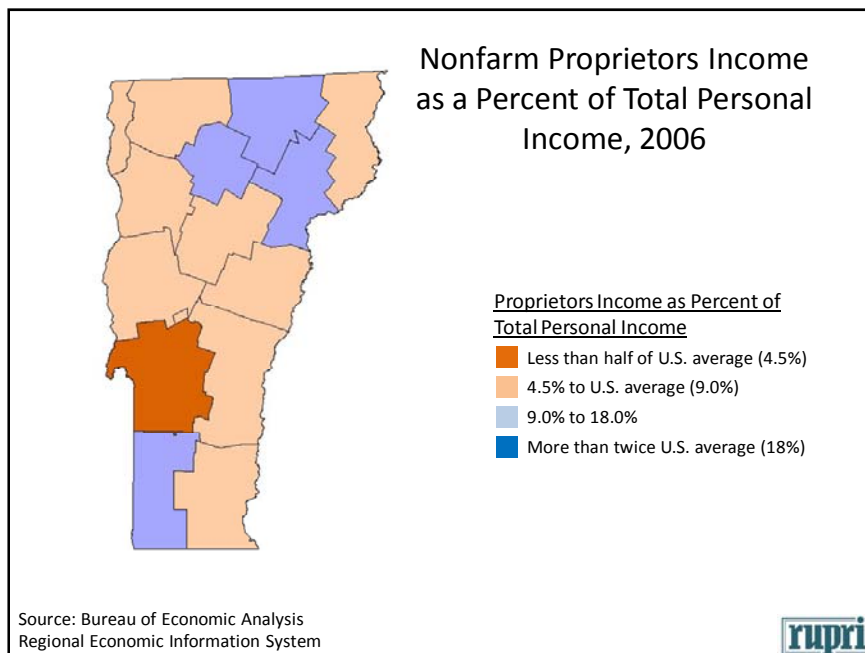 Nonfarm Proprietors Income
as a Percent of Total Personal
Income, 2006
Proprietors Income as Percent of
Total Personal Income
Less than half of U.S. average (4.5%)
4.5% to U.S. average (9.0%)
9.0% to 18.0%
More than twice U.S. average (18%)
Source: Bureau of Economic Analysis
Regional Economic Information System
rupri